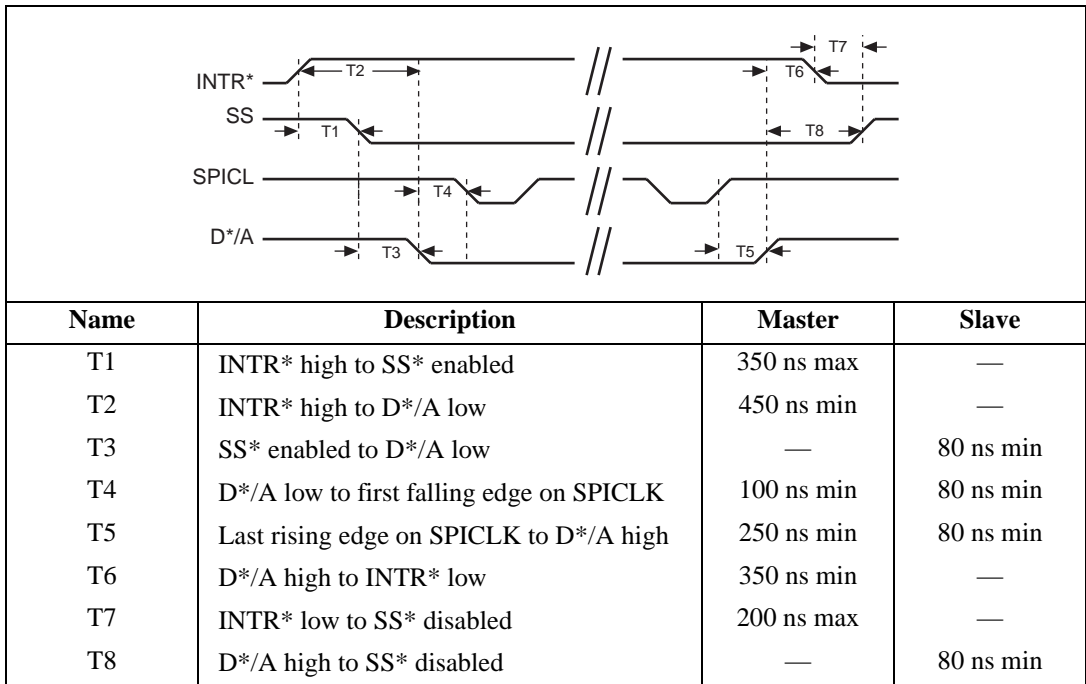 T7
T2
T6
INTR*
SS
T1
T8
SPICL
T4
D*/A
T3
T5
Name Description Master Slave
T1 INTR* high to SS* enabled 350 ns max —
T2 INTR* high to D*/A low 450 ns min —
T3 SS* enabled to D*/A low — 80 ns min
T4 D*/A low to first falling edge on SPICLK 100 ns min 80 ns min
T5 Last rising edge on SPICLK to D*/A high 250 ns min 80 ns min
T6 D*/A high to INTR* low 350 ns min —
T7 INTR* low to SS* disabled 200 ns max —
T8 D*/A high to SS* disabled — 80 ns min